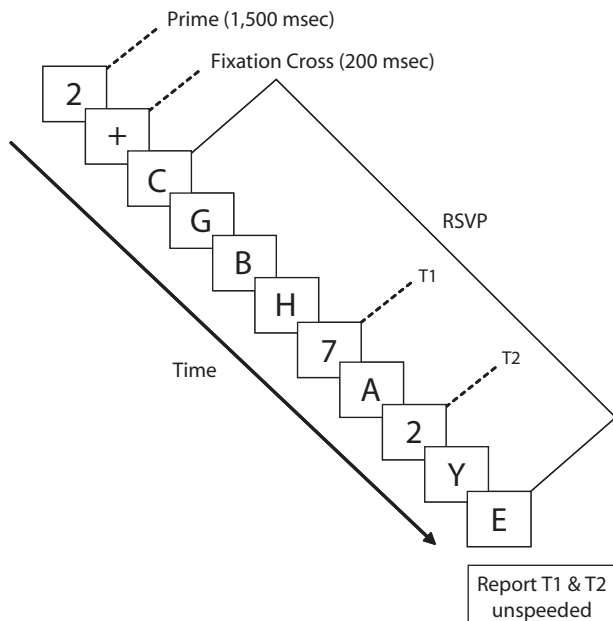 Prime (1,500 msec)
2
Fixation Cross (200 msec)
+
C
G
RSVP
B
T1
H
7
Time
A
T2
2
Y
E
Report T1 & T2
unspeeded